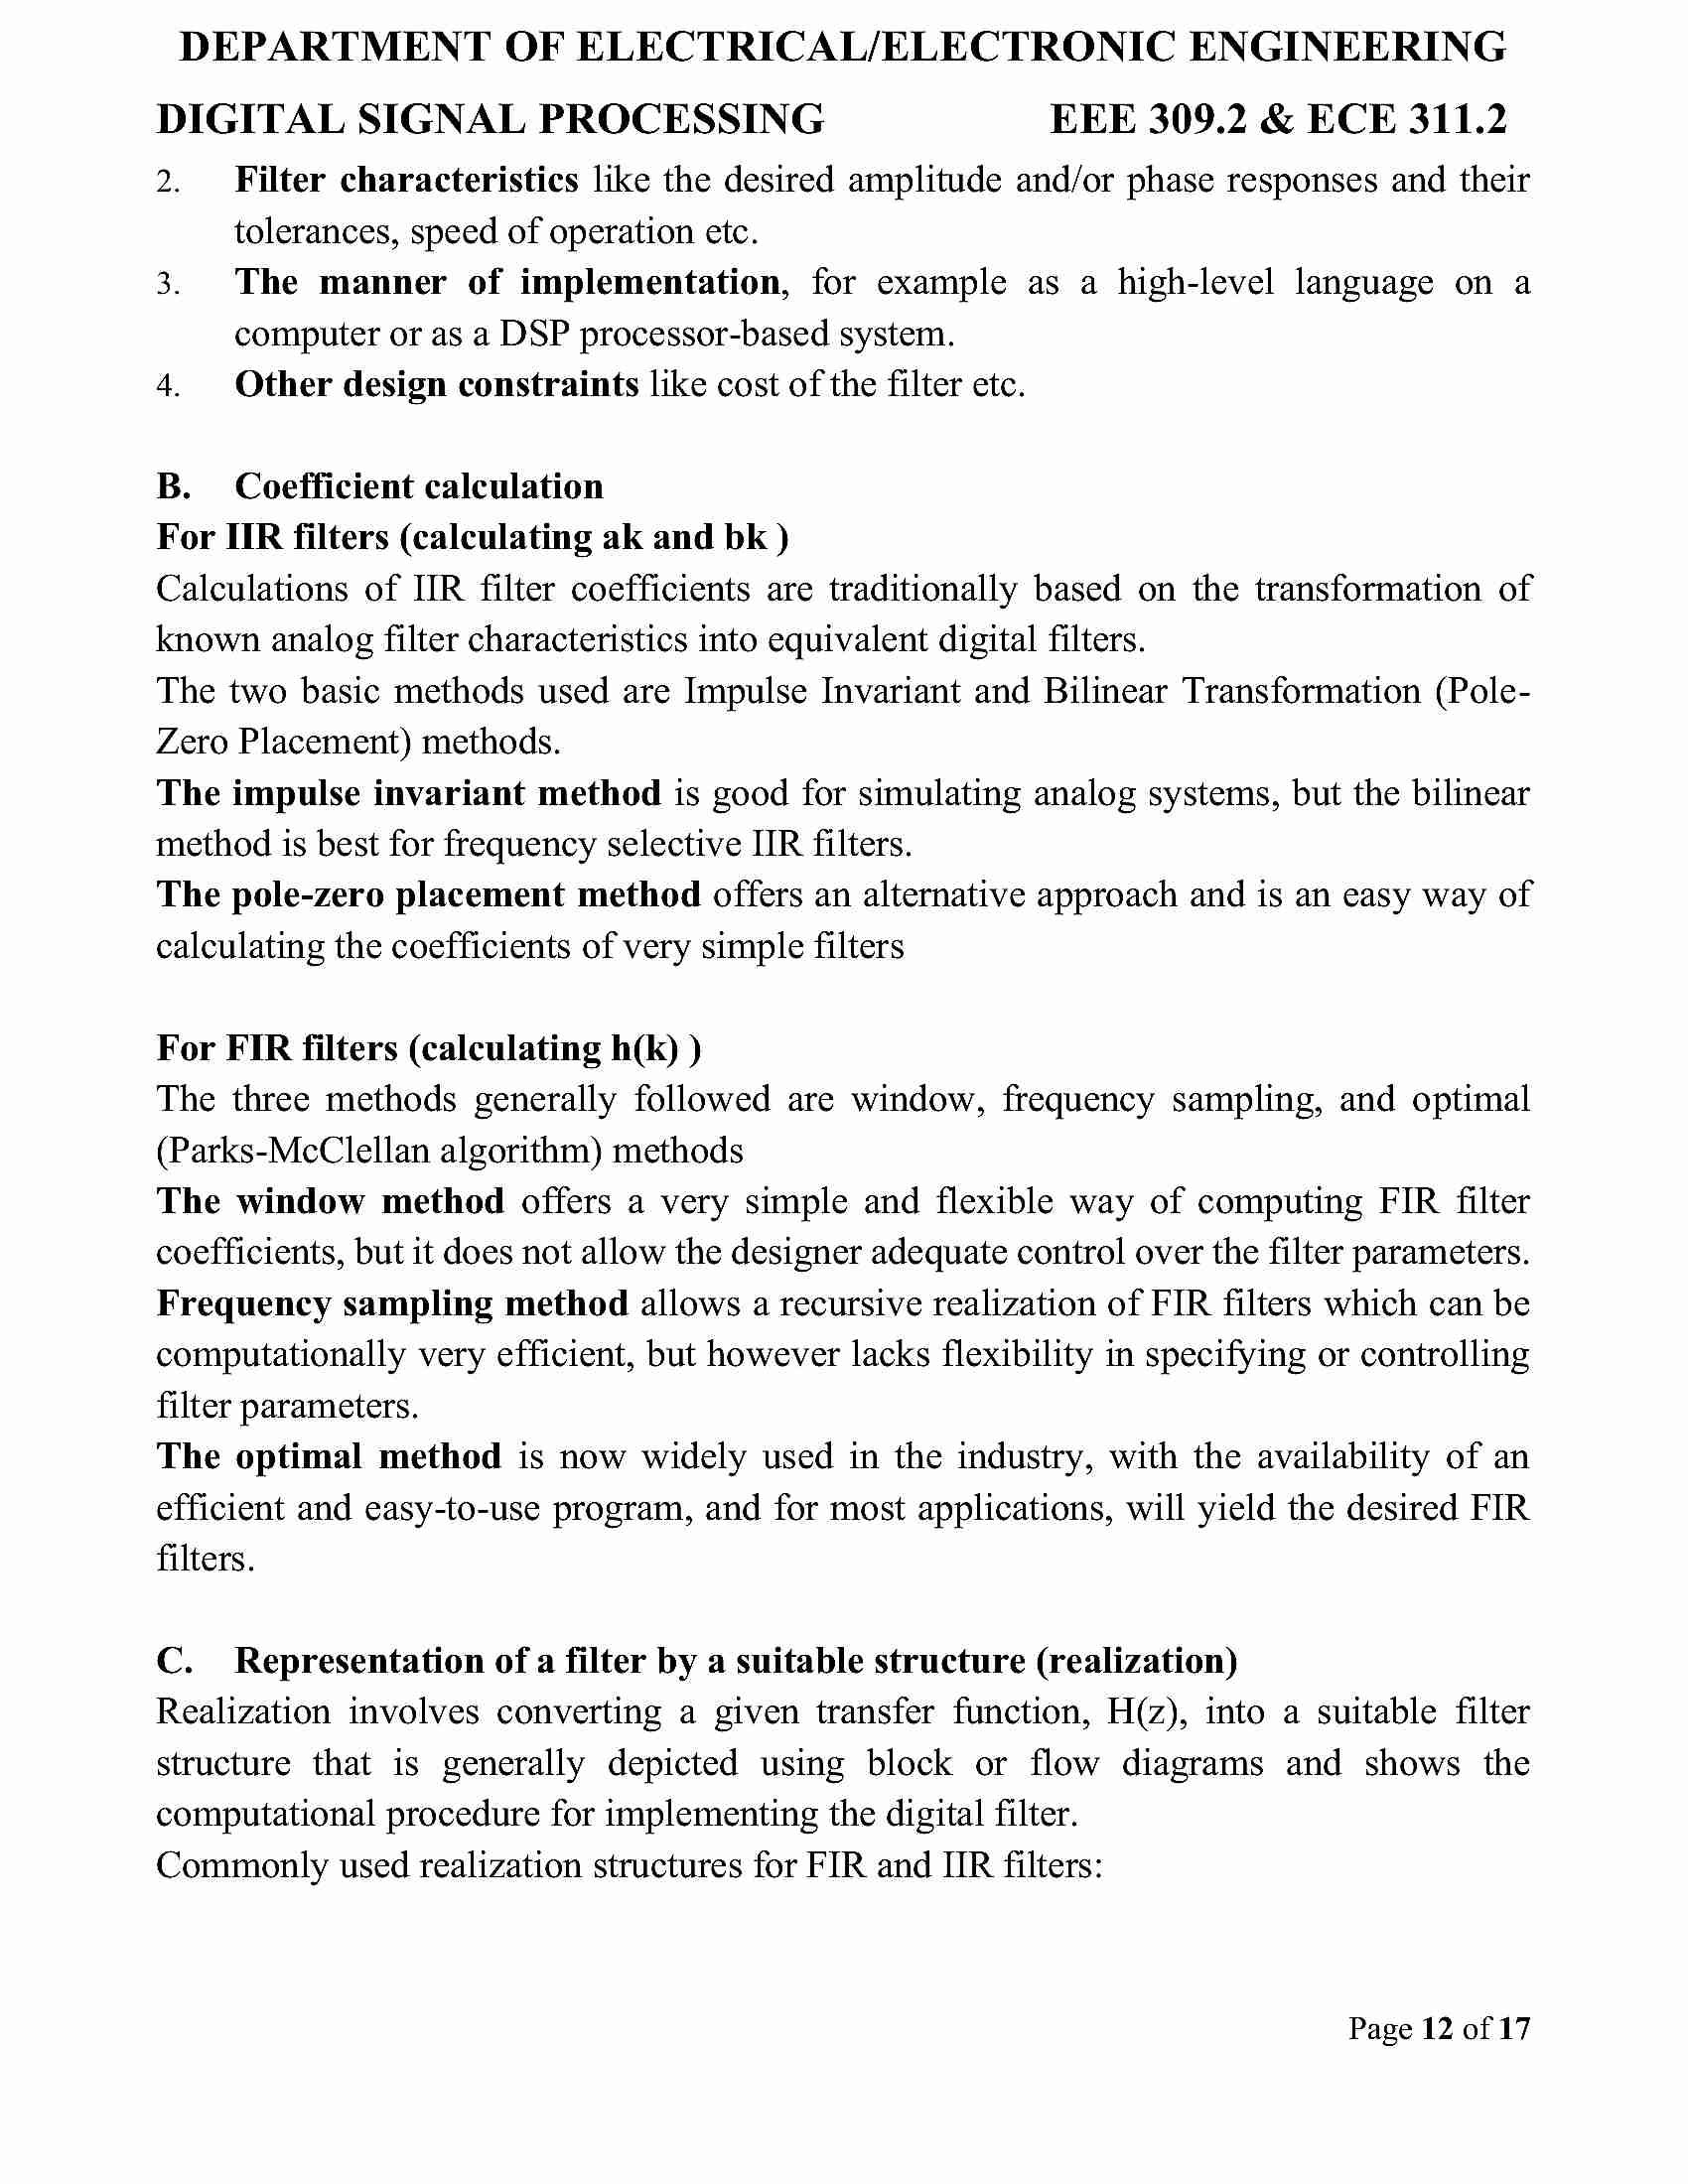 DEPARTMENT OF ELECTRICAL/ELECTRONIC ENGINEERING
DIGITAL SIGNAL PROCESSING EEE 309.2 & ECE 311.2
2. Filter characteristics like the desired amplitude and/or phase responses and their
tolerances, speed of operation etc.
3. The manner of implementation, for example as a high-level language on a
computer or as a DSP processor-based system.
4. Other design constraints like cost of the filter etc.
B. Coefficient calculation
For IIR filters (calculating ak and bk )
Calculations of IIR filter coefficients are traditionally based on the transformation of
known analog filter characteristics into equivalent digital filters.
The two basic methods used are Impulse Invariant and Bilinear Transformation (Pole-
Zero Placement) methods.
The impulse invariant method is good for simulating analog systems, but the bilinear
method is best for frequency selective IIR filters.
The pole-zero placement method offers an alternative approach and is an easy way of
calculating the coefficients of very simple filters
For FIR filters (calculating h(k) )
The three methods generally followed are window, frequency sampling, and optimal
(Parks-McClellan algorithm) methods
The window method offers a very simple and flexible way of computing FIR filter
coefficients, but it does not allow the designer adequate control over the filter parameters.
Frequency sampling method allows a recursive realization of FIR filters which can be
computationally very efficient, but however lacks flexibility in specifying or controlling
filter parameters.
The optimal method is now widely used in the industry, with the availability of an
efficient and easy-to-use program, and for most applications, will yield the desired FIR
filters.
C. Representation of a filter by a suitable structure (realization)
Realization involves converting a given transfer function, H(z), into a suitable filter
structure that is generally depicted using block or flow diagrams and shows the
computational procedure for implementing the digital filter.
Commonly used realization structures for FIR and IIR filters:
Page 12 of 17